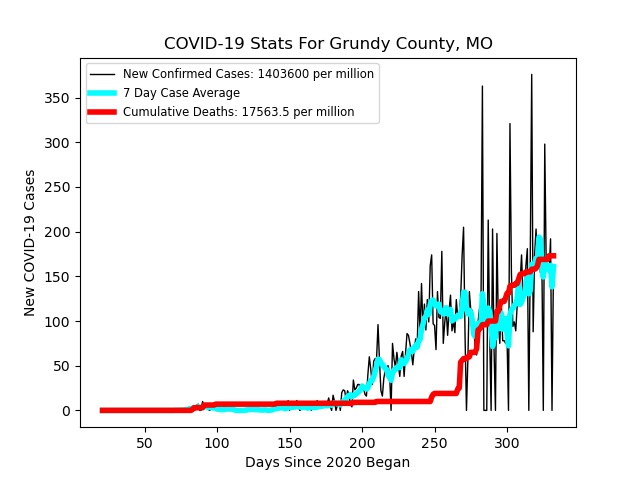 COVID-19 Stats For Grundy County, MO
New Confirmed Cases: 1403600 per million
7 Day Case Average
Cumulative Deaths: 17563.5 per million
New COVID-19 Cases
350
300
250
200
150
100
50
0
50 100 150 200 250 300
Days Since 2020 Began